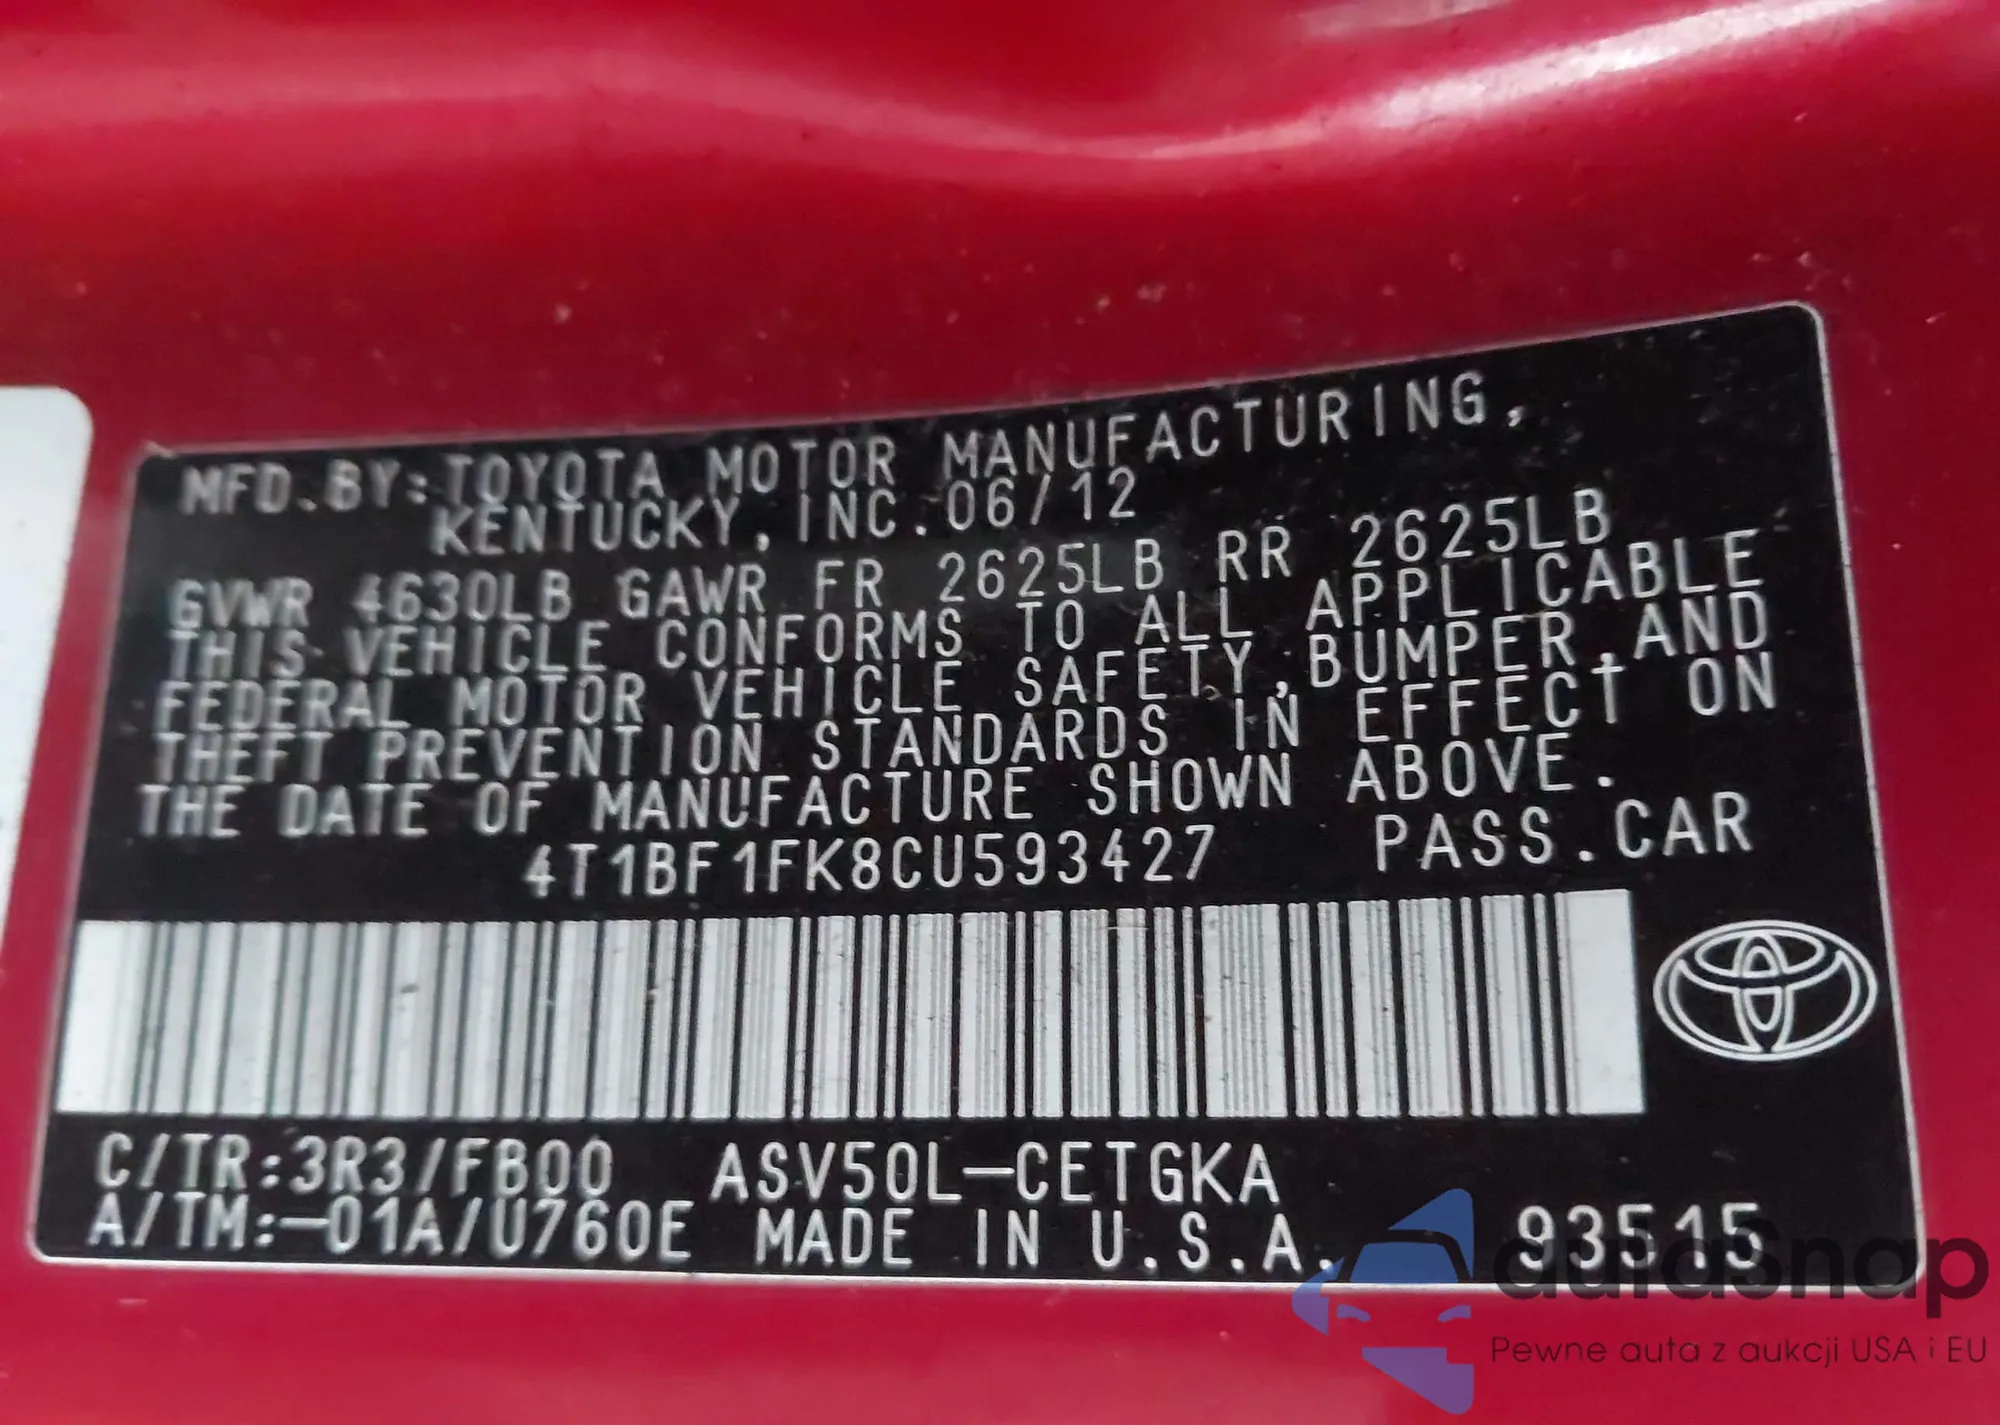 MFD.BY:TOYOTA MOTOR MANUFACTURING,
KENTUCKY, INC. 06/12
GVWR 4630LB GAWR FR 2625LB RR 2625LB
THIS VEHICLE CONFORMS TO ALL APPLICABLE
FEDERAL MOTOR VEHICLE SAFETY,BUMPER,AND
THEFT PREVENTION STANDARDS IN EFFECT ON
THE DATE OF MANUFACTURE SHOWN ABOVE.
4T1BF1FK8CU593427 PASS.CAR
C/TR:3R3/FB00 ASV50L-CETGKA
A/TM:-01A/U760E MADE IN U.S.A. 93515
autasnap
Pewne auta z aukcji USA i EU